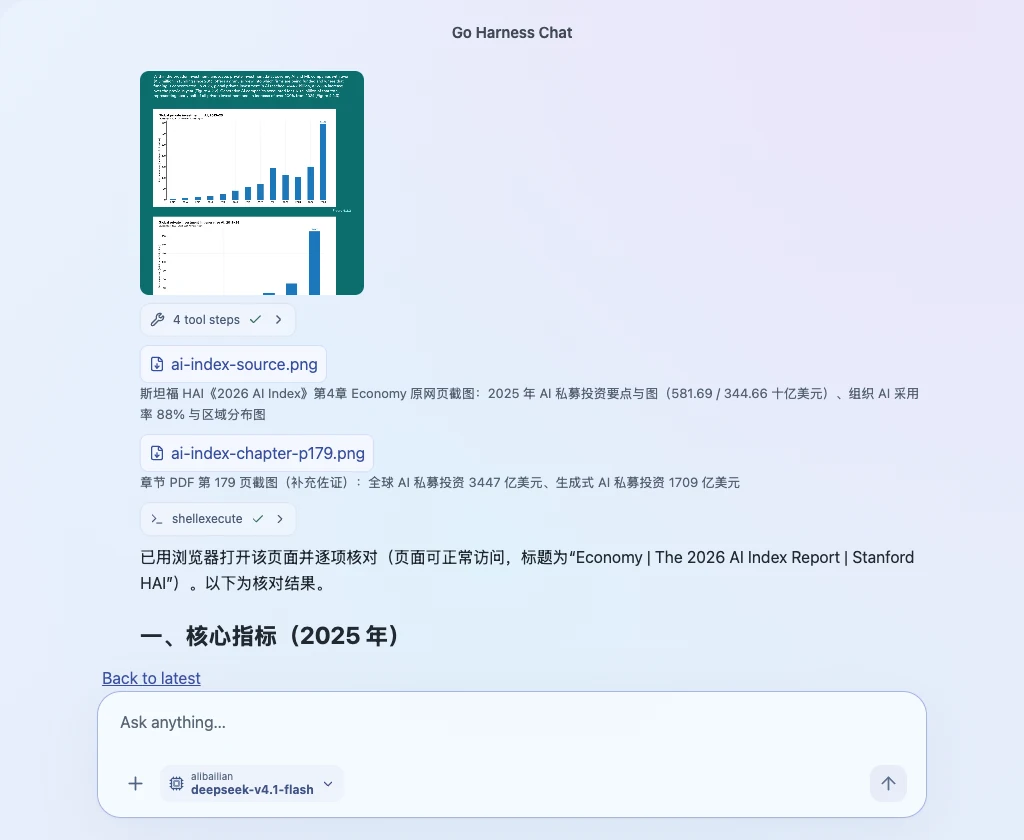 Go Harness Chat
4 tool steps
ai-index-source.png
斯坦福 HAI《2026 AI Index》第4章 Economy 原网页截图：2025 年 AI 私募投资要点与图（581.69 / 344.66 十亿美元）、组织 AI 采用
率 88% 与区域分布图
ai-index-chapter-p179.png
章节 PDF 第 179 页截图（补充佐证）：全球 AI 私募投资 3447 亿美元、生成式 AI 私募投资 1709 亿美元
shellexecute
已用浏览器打开该页面并逐项核对（页面可正常访问，标题为“Economy | The 2026 AI Index Report | Stanford
HAI”）。以下为核对结果。
一、核心指标（2025 年）
Back to latest
Ask anything...
alibailian
deepseek-v4.1-flash